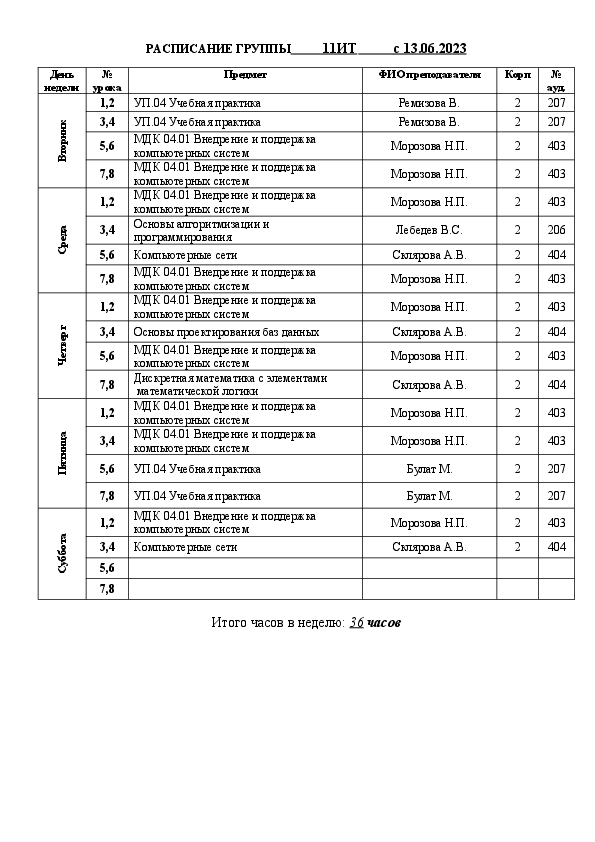 РАСПИСАНИЕ ГРУППЫ 11ИТ с 13.06.2023
День недели № урока Предмет ФИО преподавателя Корп № ауд.
Вторник
1,2 УП.04 Учебная практика Ремизова В. 2 207
3,4 УП.04 Учебная практика Ремизова В. 2 207
5,6 МДК 04.01 Внедрение и поддержка
компьютерных систем Морозова Н.П. 2 403
7,8 МДК 04.01 Внедрение и поддержка
компьютерных систем Морозова Н.П. 2 403
Среда
1,2 МДК 04.01 Внедрение и поддержка
компьютерных систем Морозова Н.П. 2 403
3,4 Основы алгоритмизации и
программирования Лебедев В.С. 2 206
5,6 Компьютерные сети Склярова А.В. 2 404
7,8 МДК 04.01 Внедрение и поддержка
компьютерных систем Морозова Н.П. 2 403
Четверг
1,2 МДК 04.01 Внедрение и поддержка
компьютерных систем Морозова Н.П. 2 403
3,4 Основы проектирования баз данных Склярова А.В. 2 404
5,6 МДК 04.01 Внедрение и поддержка
компьютерных систем Морозова Н.П. 2 403
7,8 Дискретная математика с элементами
математической логики Склярова А.В. 2 404
Пятница
1,2 МДК 04.01 Внедрение и поддержка
компьютерных систем Морозова Н.П. 2 403
3,4 МДК 04.01 Внедрение и поддержка
компьютерных систем Морозова Н.П. 2 403
5,6 УП.04 Учебная практика Булат М. 2 207
7,8 УП.04 Учебная практика Булат М. 2 207
Суббота
1,2 МДК 04.01 Внедрение и поддержка
компьютерных систем Морозова Н.П. 2 403
3,4 Компьютерные сети Склярова А.В. 2 404
5,6
7,8
Итого часов в неделю: 36 часов